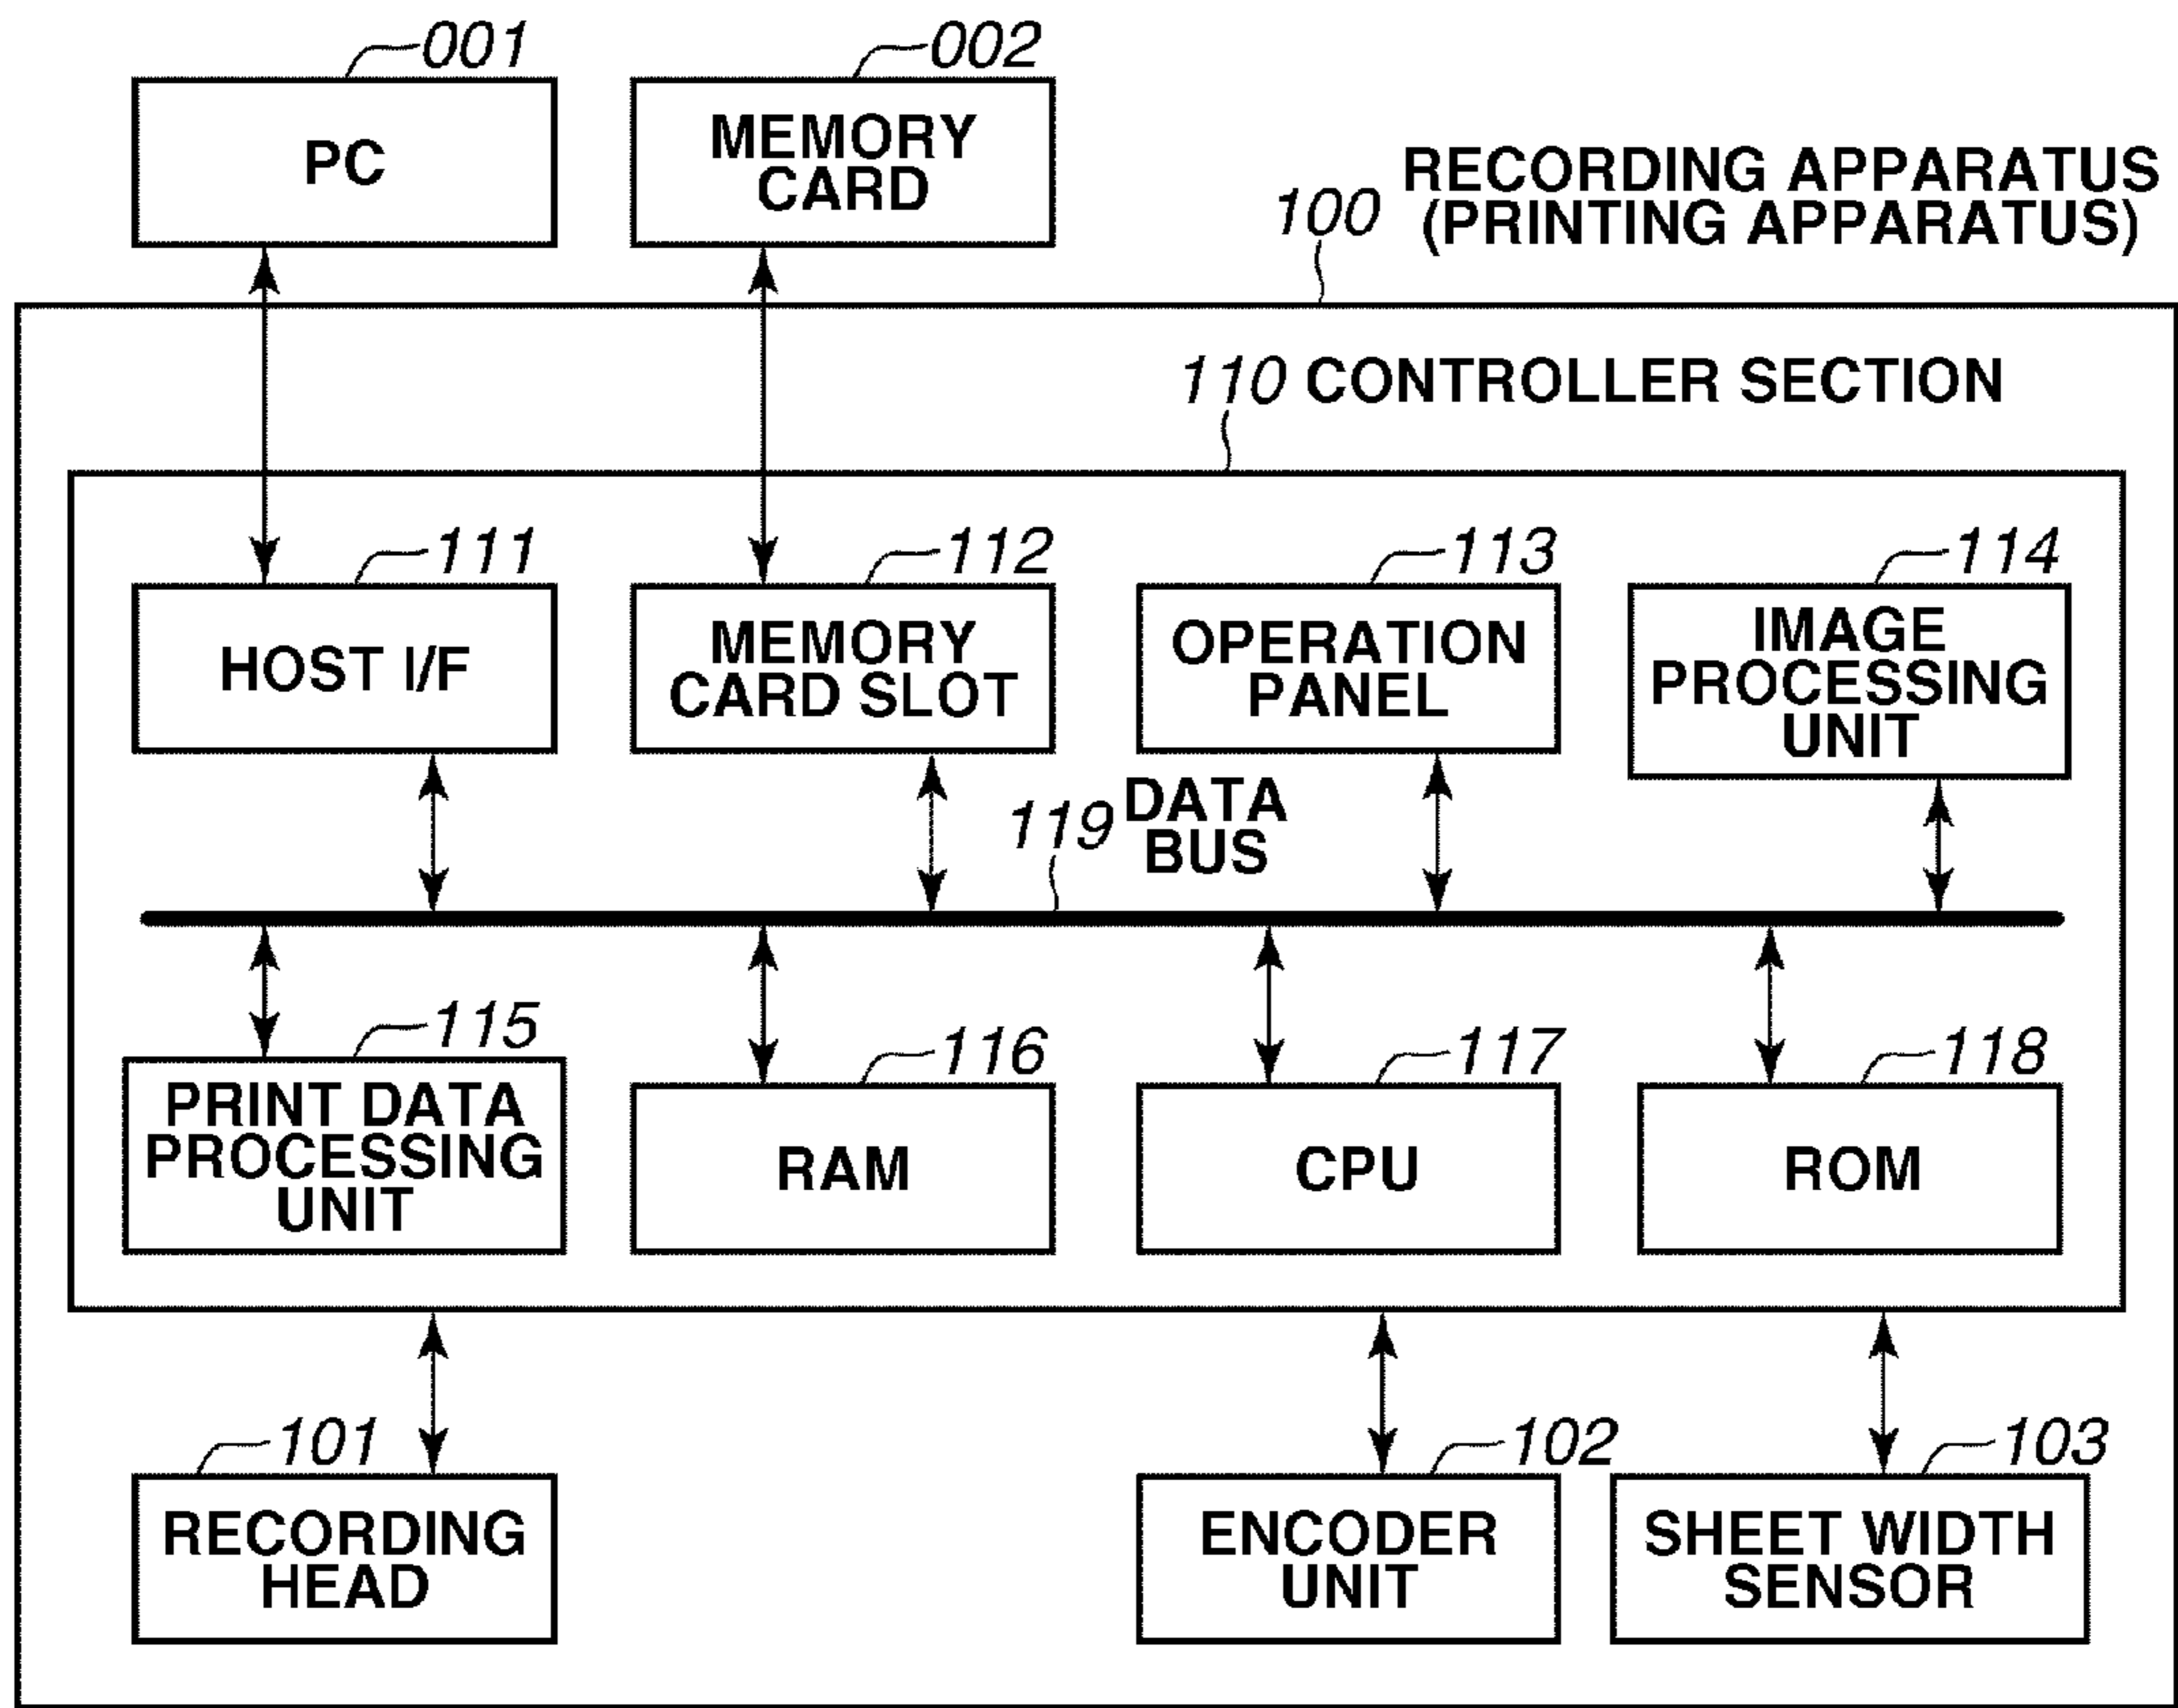 001
002
PC
MEMORY
CARD
100
RECORDING APPARATUS
(PRINTING APPARATUS)
110 CONTROLLER SECTION
111
112
113
114
HOST I/F
MEMORY
CARD SLOT
OPERATION
PANEL
IMAGE
PROCESSING
UNIT
119
DATA
BUS
115
116
117
118
PRINT DATA
PROCESSING
UNIT
RAM
CPU
ROM
101
102
103
RECORDING
HEAD
ENCODER
UNIT
SHEET WIDTH
SENSOR